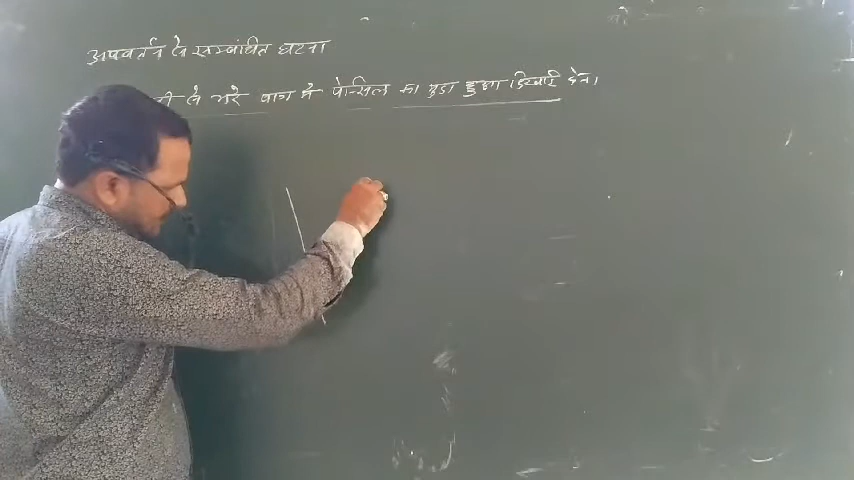 अपवर्तन से सम्बंधित घटना
से भरे पात्र में पेन्सिल का मुडा हुआ दिखाई देना।